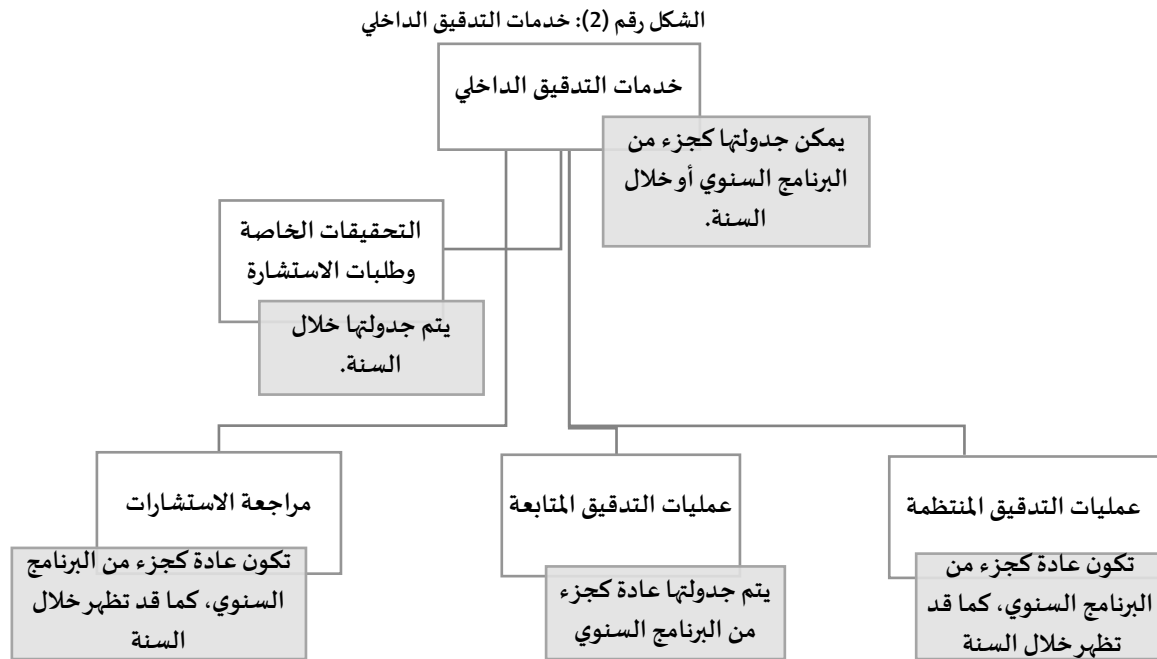 الشكل رقم (2): خدمات التدقيق الداخلي
خدمات التدقيق الداخلي
يمكن جدولتها كجزء من
البرنامج السنوي أو خلال
السنة.
التحقيقات الخاصة
وطلبات الاستشارة
يتم جدولتها خلال
السنة.
عمليات التدقيق المنتظمة
تكون عادة كجزء من
البرنامج السنوي، كما قد
تظهر خلال السنة
عمليات التدقيق المتابعة
يتم جدولتها عادة كجزء
من البرنامج السنوي
مراجعة الاستشارات
تكون عادة كجزء من البرنامج
السنوي، كما قد تظهر خلال
السنة